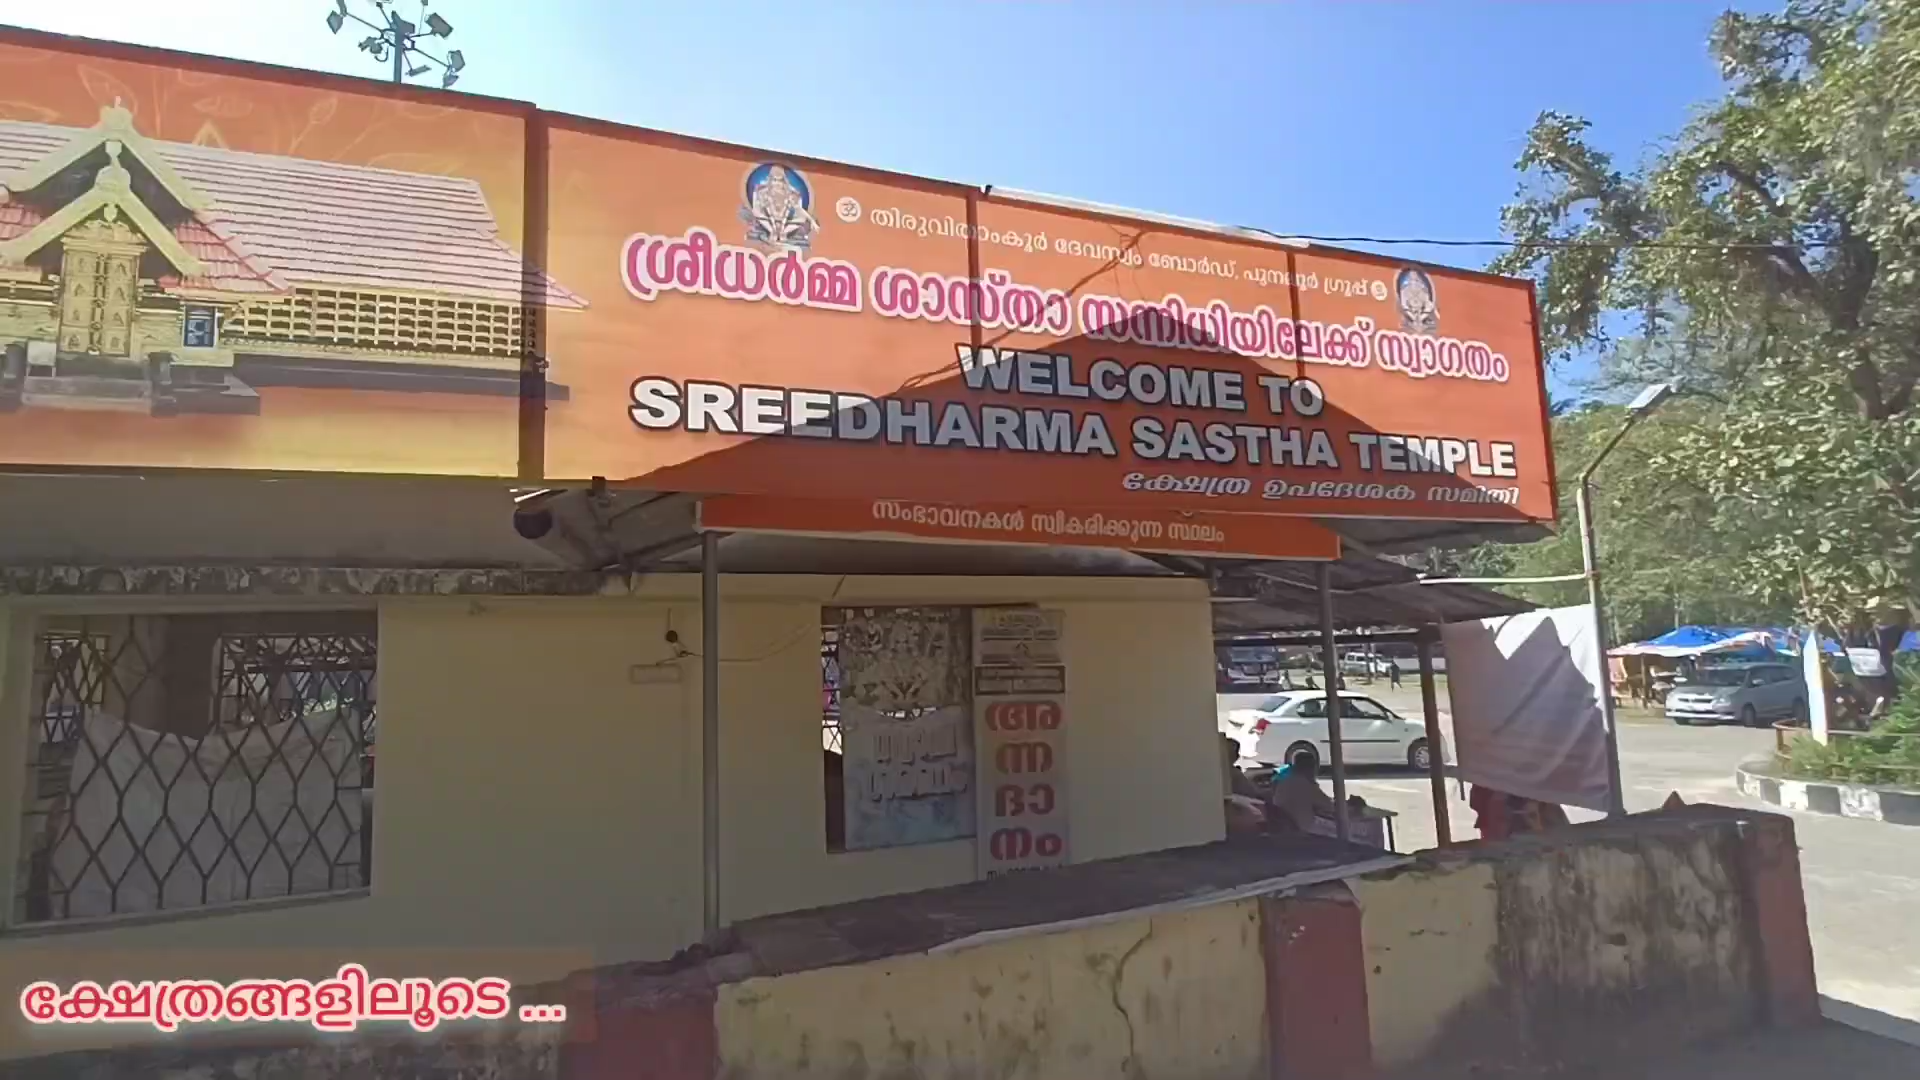 തിരുവിതാംകൂർ ദേവസ്വം ബോർഡ്, പുനലൂർ ഗ്രൂപ്പ്
ശ്രീധർമ്മ ശാസ്താ സന്നിധിയിലേക്ക് സ്വാഗതം
WELCOME TO
SREEDHARMA SASTHA TEMPLE
ക്ഷേത്ര ഉപദേശക സമിതി
സംഭാവനകൾ സ്വീകരിക്കുന്ന സ്ഥലം
അ
ന്ന
ദാ
നം
ക്ഷേത്രങ്ങളിലൂടെ ...